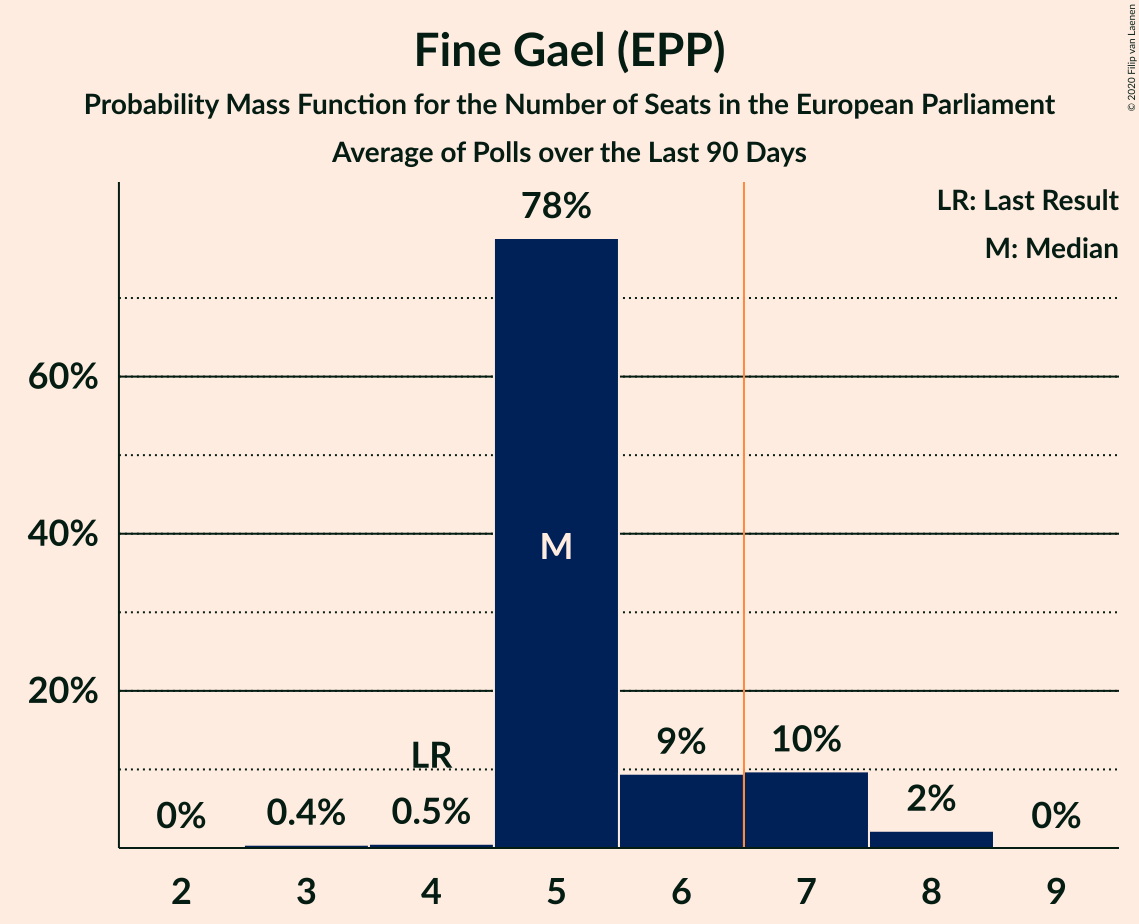 Fine Gael (EPP)
Probability Mass Function for the Number of Seats in the European Parliament
Average of Polls over the Last 90 Days
© 2020 Filip van Laenen
LR: Last Result
M: Median
78%
60%
40%
20%
M
LR
0%
0.4%
0.5%
9%
10%
2%
0%
2 3 4 5 6 7 8 9